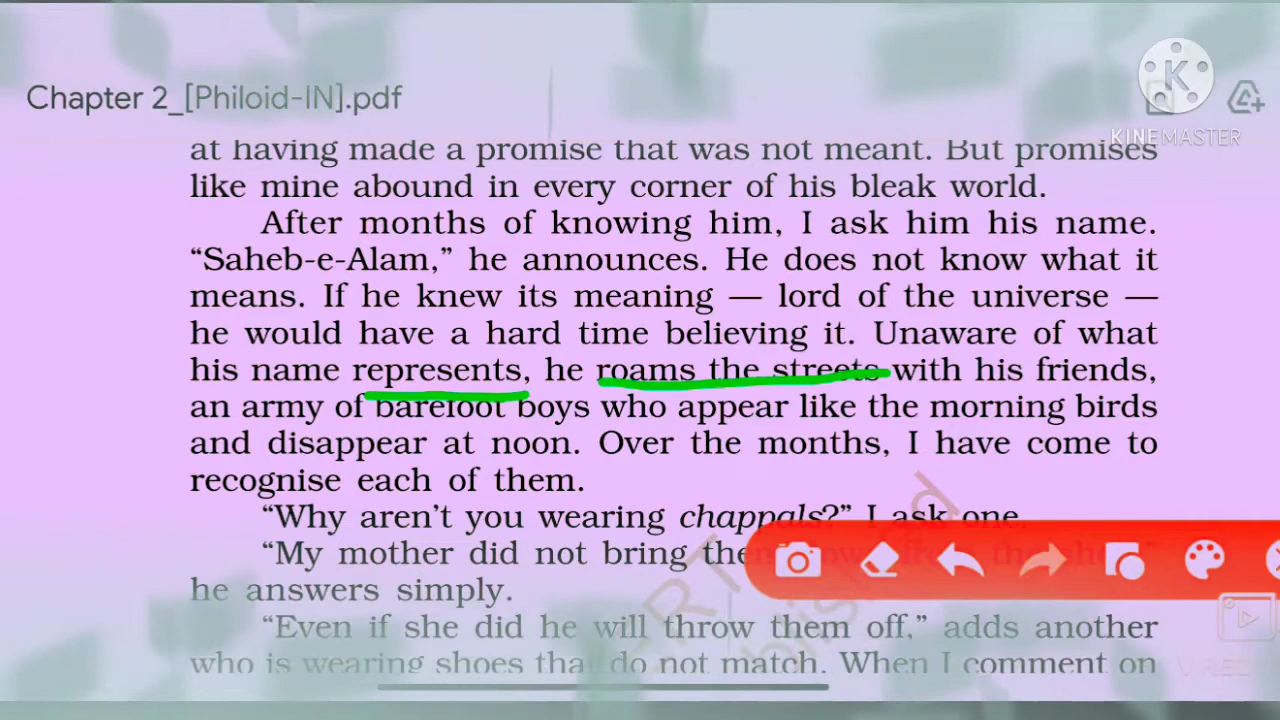 Chapter 2_[Philoid-IN].pdf
KINEMASTER
at having made a promise that was not meant. But promises
like mine abound in every corner of his bleak world.
After months of knowing him, I ask him his name.
“Saheb-e-Alam,” he announces. He does not know what it
means. If he knew its meaning — lord of the universe —
he would have a hard time believing it. Unaware of what
his name represents, he roams the streets with his friends,
an army of barefoot boys who appear like the morning birds
and disappear at noon. Over the months, I have come to
recognise each of them.
“Why aren’t you wearing chappals?” I ask one.
“My mother did not bring them down from the shelf,”
he answers simply.
“Even if she did he will throw them off,” adds another
who is wearing shoes that do not match. When I comment on